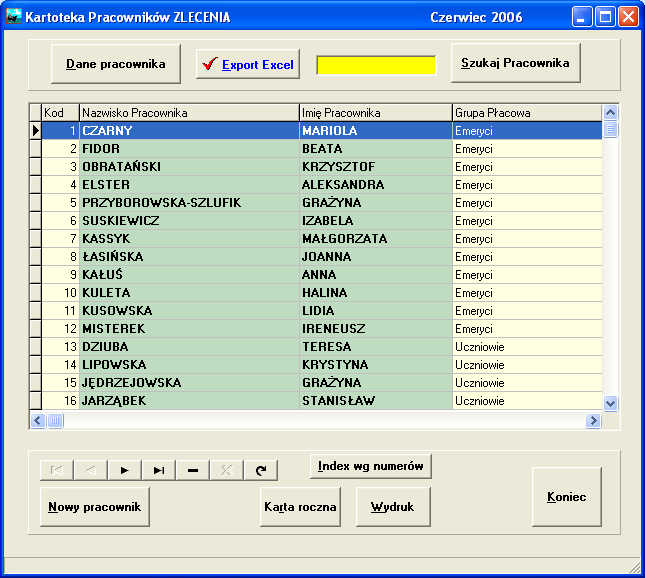 Kartoteka Pracowników ZLECENIA Czerwiec 2006
Dane pracownika Export Excel Szukaj Pracownika
Kod Nazwisko Pracownika Imię Pracownika Grupa Płacowa
1 CZARNY MARIOLA Emeryci
2 FIDOR BEATA Emeryci
3 OBRATAŃSKI KRZYSZTOF Emeryci
4 ELSTER ALEKSANDRA Emeryci
5 PRZYBOROWSKA-SZLUFIK GRAŻYNA Emeryci
6 SUSKIEWICZ IZABELA Emeryci
7 KASSYK MAŁGORZATA Emeryci
8 ŁASIŃSKA JOANNA Emeryci
9 KAŁUŚ ANNA Emeryci
10 KULETA HALINA Emeryci
11 KUSOWSKA LIDIA Emeryci
12 MISTEREK IRENEUSZ Emeryci
13 DZIUBA TERESA Uczniowie
14 LIPOWSKA KRYSTYNA Uczniowie
15 JĘDRZEJOWSKA GRAŻYNA Uczniowie
16 JARZĄBEK STANISŁAW Uczniowie
Index wg numerów
Nowy pracownik Karta roczna Wydruk Koniec